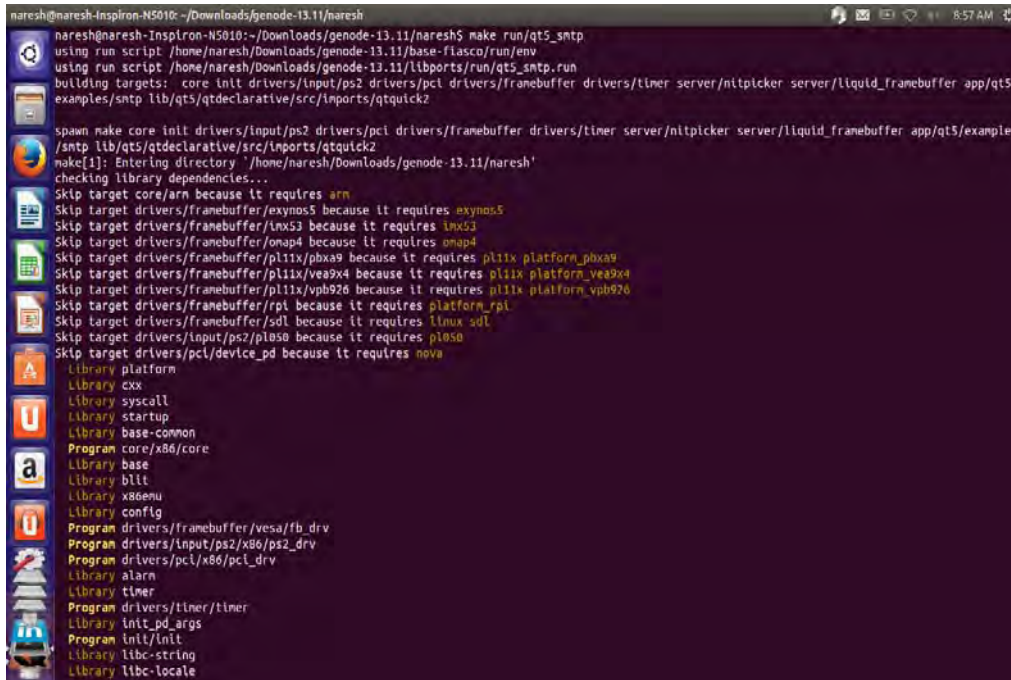 naresh@naresh-Inspiron-N5010: ~/Downloads/genode-13.11/naresh
8:57 AM
naresh@naresh-Inspiron-N5010:~/Downloads/genode-13.11/naresh$ make run/qt5_smtp
using run script /home/naresh/Downloads/genode-13.11/base-fiasco/run/env
using run script /home/naresh/Downloads/genode-13.11/libports/run/qt5_smtp.run
building targets:  core init drivers/input/ps2 drivers/pci drivers/framebuffer drivers/timer server/nitpicker server/liquid_framebuffer app/qt5
examples/smtp lib/qt5/qtdeclarative/src/imports/qtquick2
spawn make core init drivers/input/ps2 drivers/pci drivers/framebuffer drivers/timer server/nitpicker server/liquid_framebuffer app/qt5/example
/smtp lib/qt5/qtdeclarative/src/imports/qtquick2
make[1]: Entering directory `/home/naresh/Downloads/genode-13.11/naresh'
checking library dependencies...
Skip target core/arm because it requires arm
Skip target drivers/framebuffer/exynos5 because it requires exynos5
Skip target drivers/framebuffer/imx53 because it requires imx53
Skip target drivers/framebuffer/omap4 because it requires omap4
Skip target drivers/framebuffer/pl11x/pbxa9 because it requires pl11x platform_pbxa9
Skip target drivers/framebuffer/pl11x/vea9x4 because it requires pl11x platform_vea9x4
Skip target drivers/framebuffer/pl11x/vpb926 because it requires pl11x platform_vpb926
Skip target drivers/framebuffer/rpi because it requires platform_rpi
Skip target drivers/framebuffer/sdl because it requires linux sdl
Skip target drivers/input/ps2/pl050 because it requires pl050
Skip target drivers/pci/device_pd because it requires nova
Library platform
Library cxx
Library syscall
Library startup
Library base-common
Program core/x86/core
Library base
Library blit
Library x86emu
Library config
Program drivers/framebuffer/vesa/fb_drv
Program drivers/input/ps2/x86/ps2_drv
Program drivers/pci/x86/pci_drv
Library alarm
Library timer
Program drivers/timer/timer
Library init_pd_args
Program init/init
Library libc-string
Library libc-locale